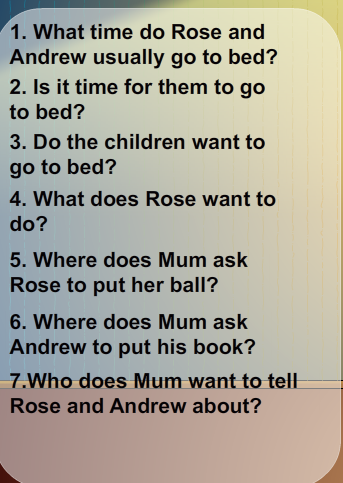 1. What time do Rose and
Andrew usually go to bed?
2. Is it time for them to go
to bed?
3. Do the children want to
go to bed?
4. What does Rose want to
do?
5. Where does Mum ask
Rose to put her ball?
6. Where does Mum ask
Andrew to put his book?
7.Who does Mum want to tell
Rose and Andrew about?